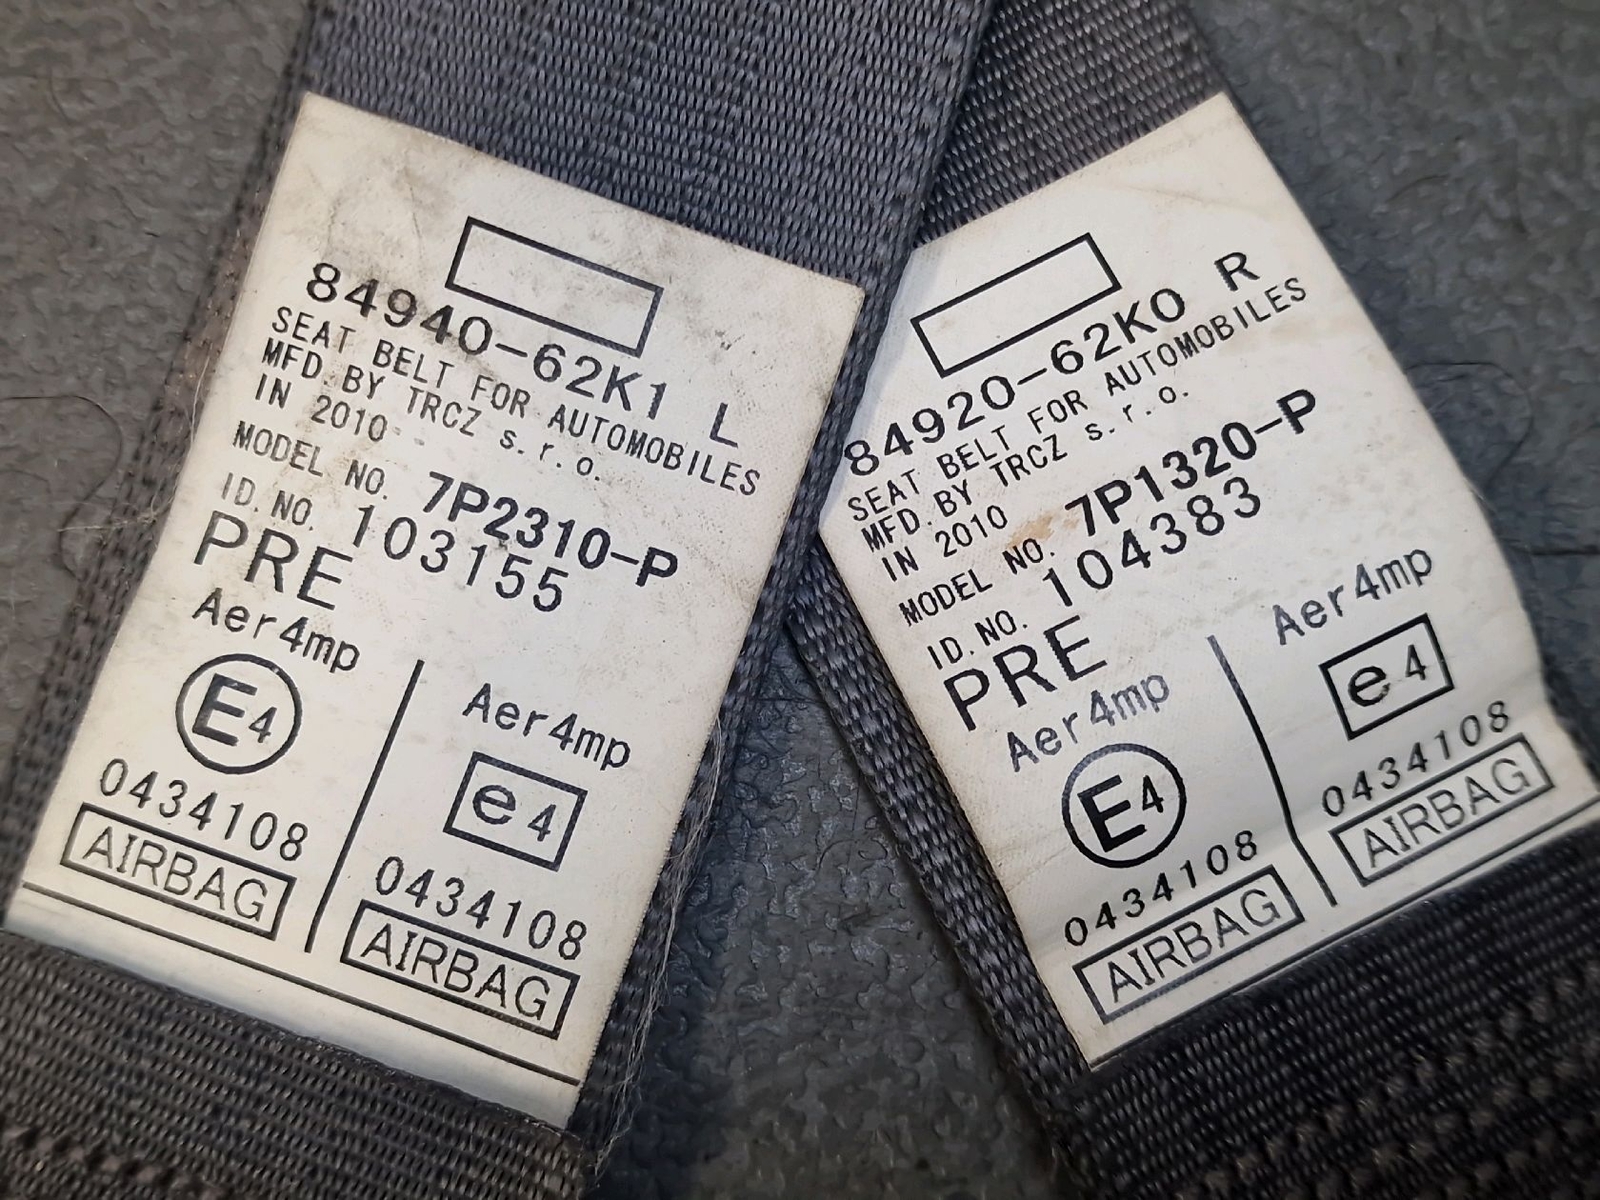 84940-62K1 L
SEAT BELT FOR AUTOMOBILES
MFD.BY TRCZ s.r.o.
IN 2010
MODEL NO. 7P2310-P
ID.NO. 103155
PRE
Aer4mp
E4
0434108
AIRBAG
Aer4mp
e4
0434108
AIRBAG
84920-62K0 R
SEAT BELT FOR AUTOMOBILES
MFD.BY TRCZ s.r.o.
IN 2010
MODEL NO. 7P1320-P
ID.NO. 104383
PRE
Aer4mp
E4
0434108
AIRBAG
Aer4mp
e4
0434108
AIRBAG